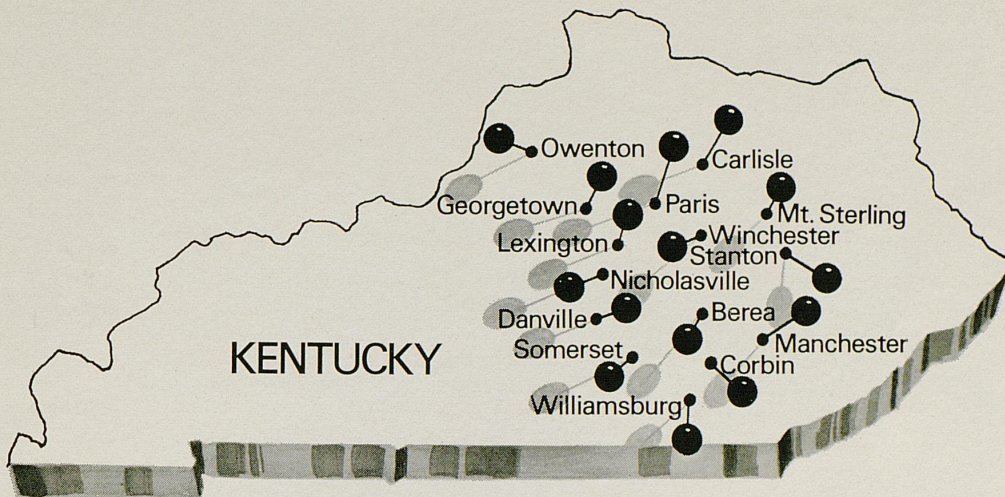 Owenton
Carlisle
Georgetown
Paris
Mt. Sterling
Lexington
Winchester
Stanton
Nicholasville
Danville
Berea
Somerset
Manchester
KENTUCKY
Corbin
Williamsburg